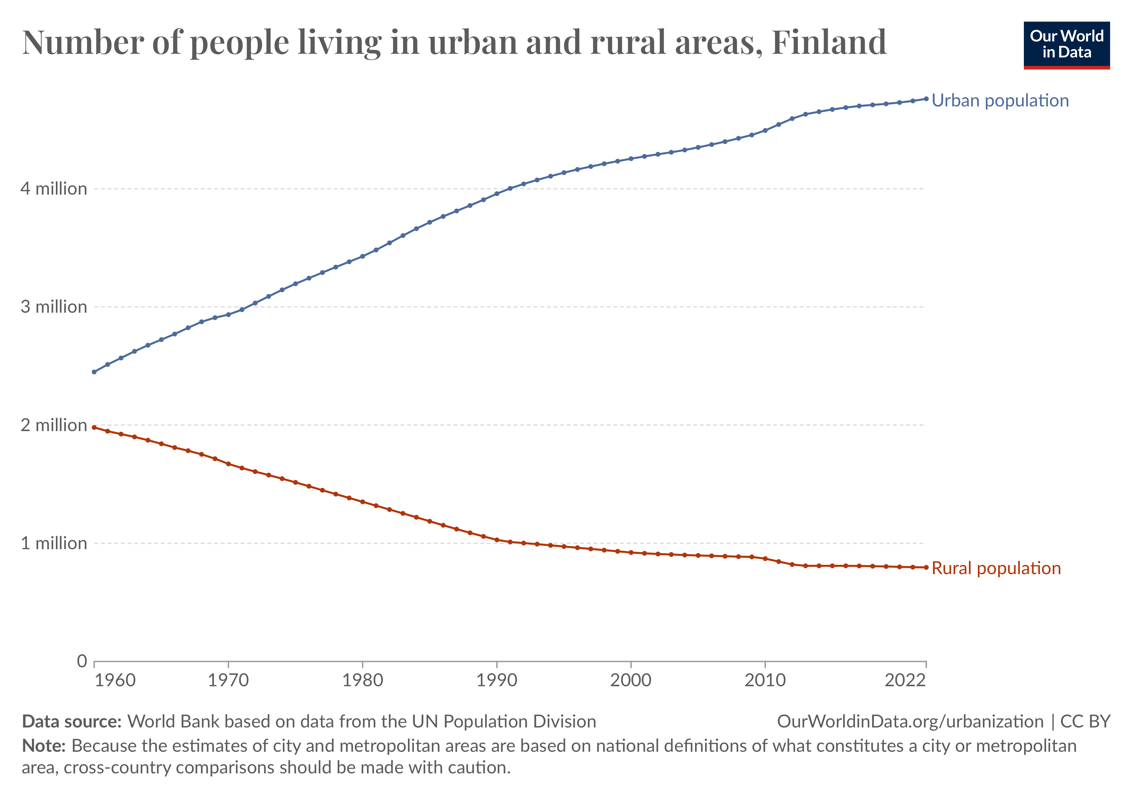 Number of people living in urban and rural areas, Finland
Our World
in Data
Urban population
4 million
3 million
2 million
1 million
Rural population
0
1960 1970 1980 1990 2000 2010 2022
Data source: World Bank based on data from the UN Population Division
OurWorldinData.org/urbanization | CC BY
Note: Because the estimates of city and metropolitan areas are based on national definitions of what constitutes a city or metropolitan
area, cross-country comparisons should be made with caution.